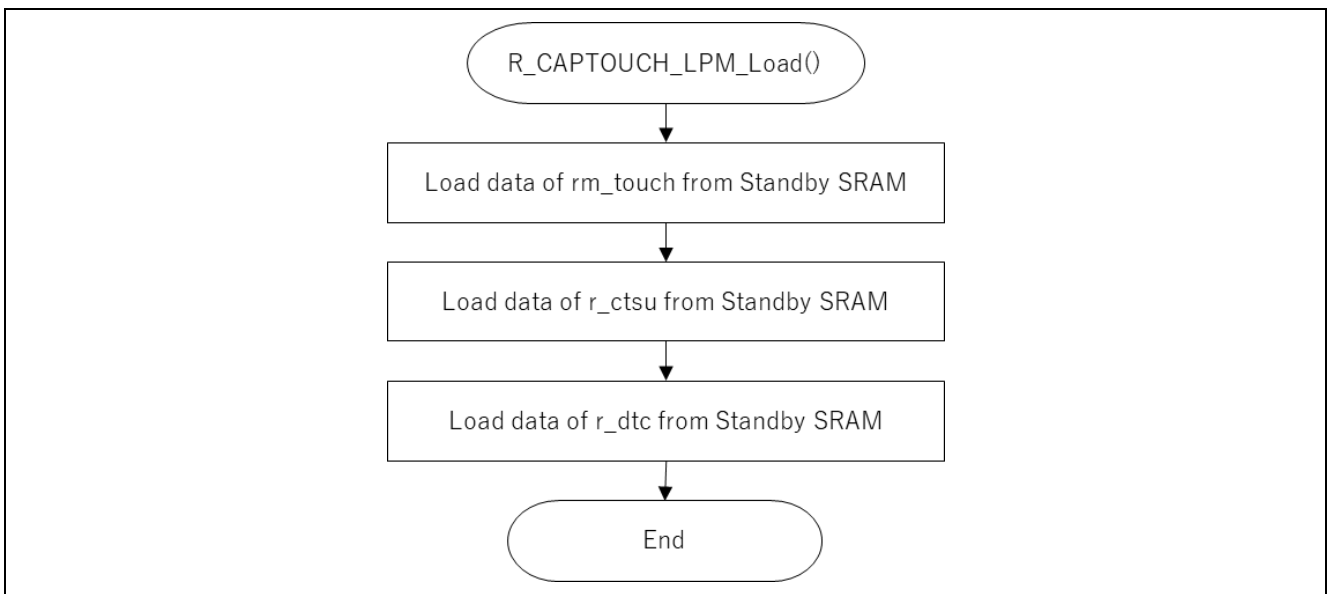 R_CAPTOUCH_LPM_Load()
Load data of rm_touch from Standby SRAM
Load data of r_ctsu from Standby SRAM
Load data of r_dtc from Standby SRAM
End